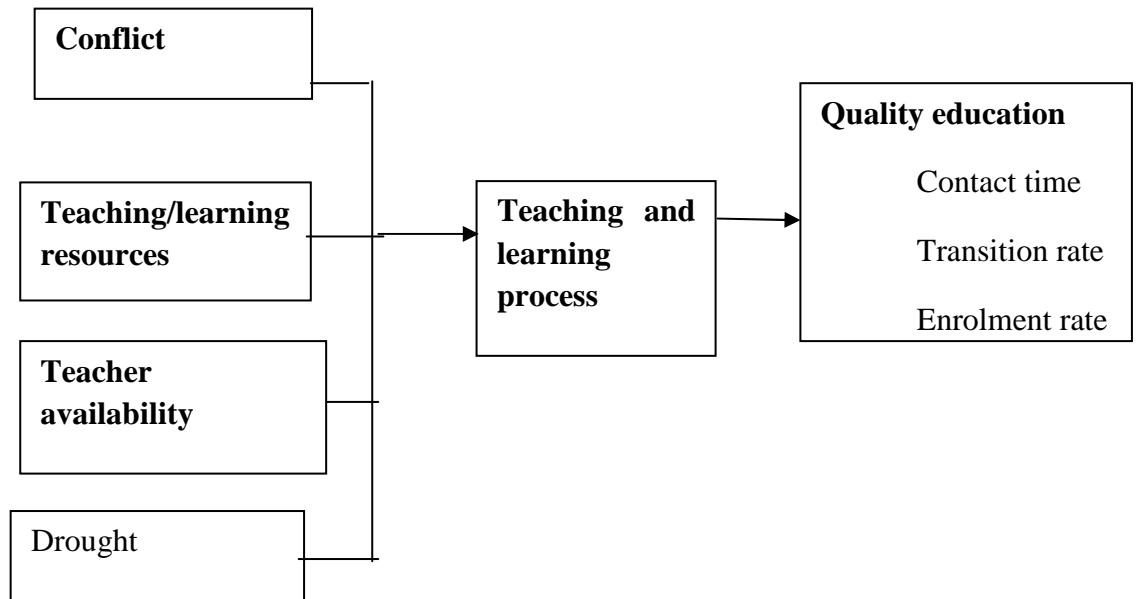 Conflict
Teaching/learning
resources
Teacher
availability
Drought
Teaching and
learning
process
Quality education
Contact time
Transition rate
Enrolment rate